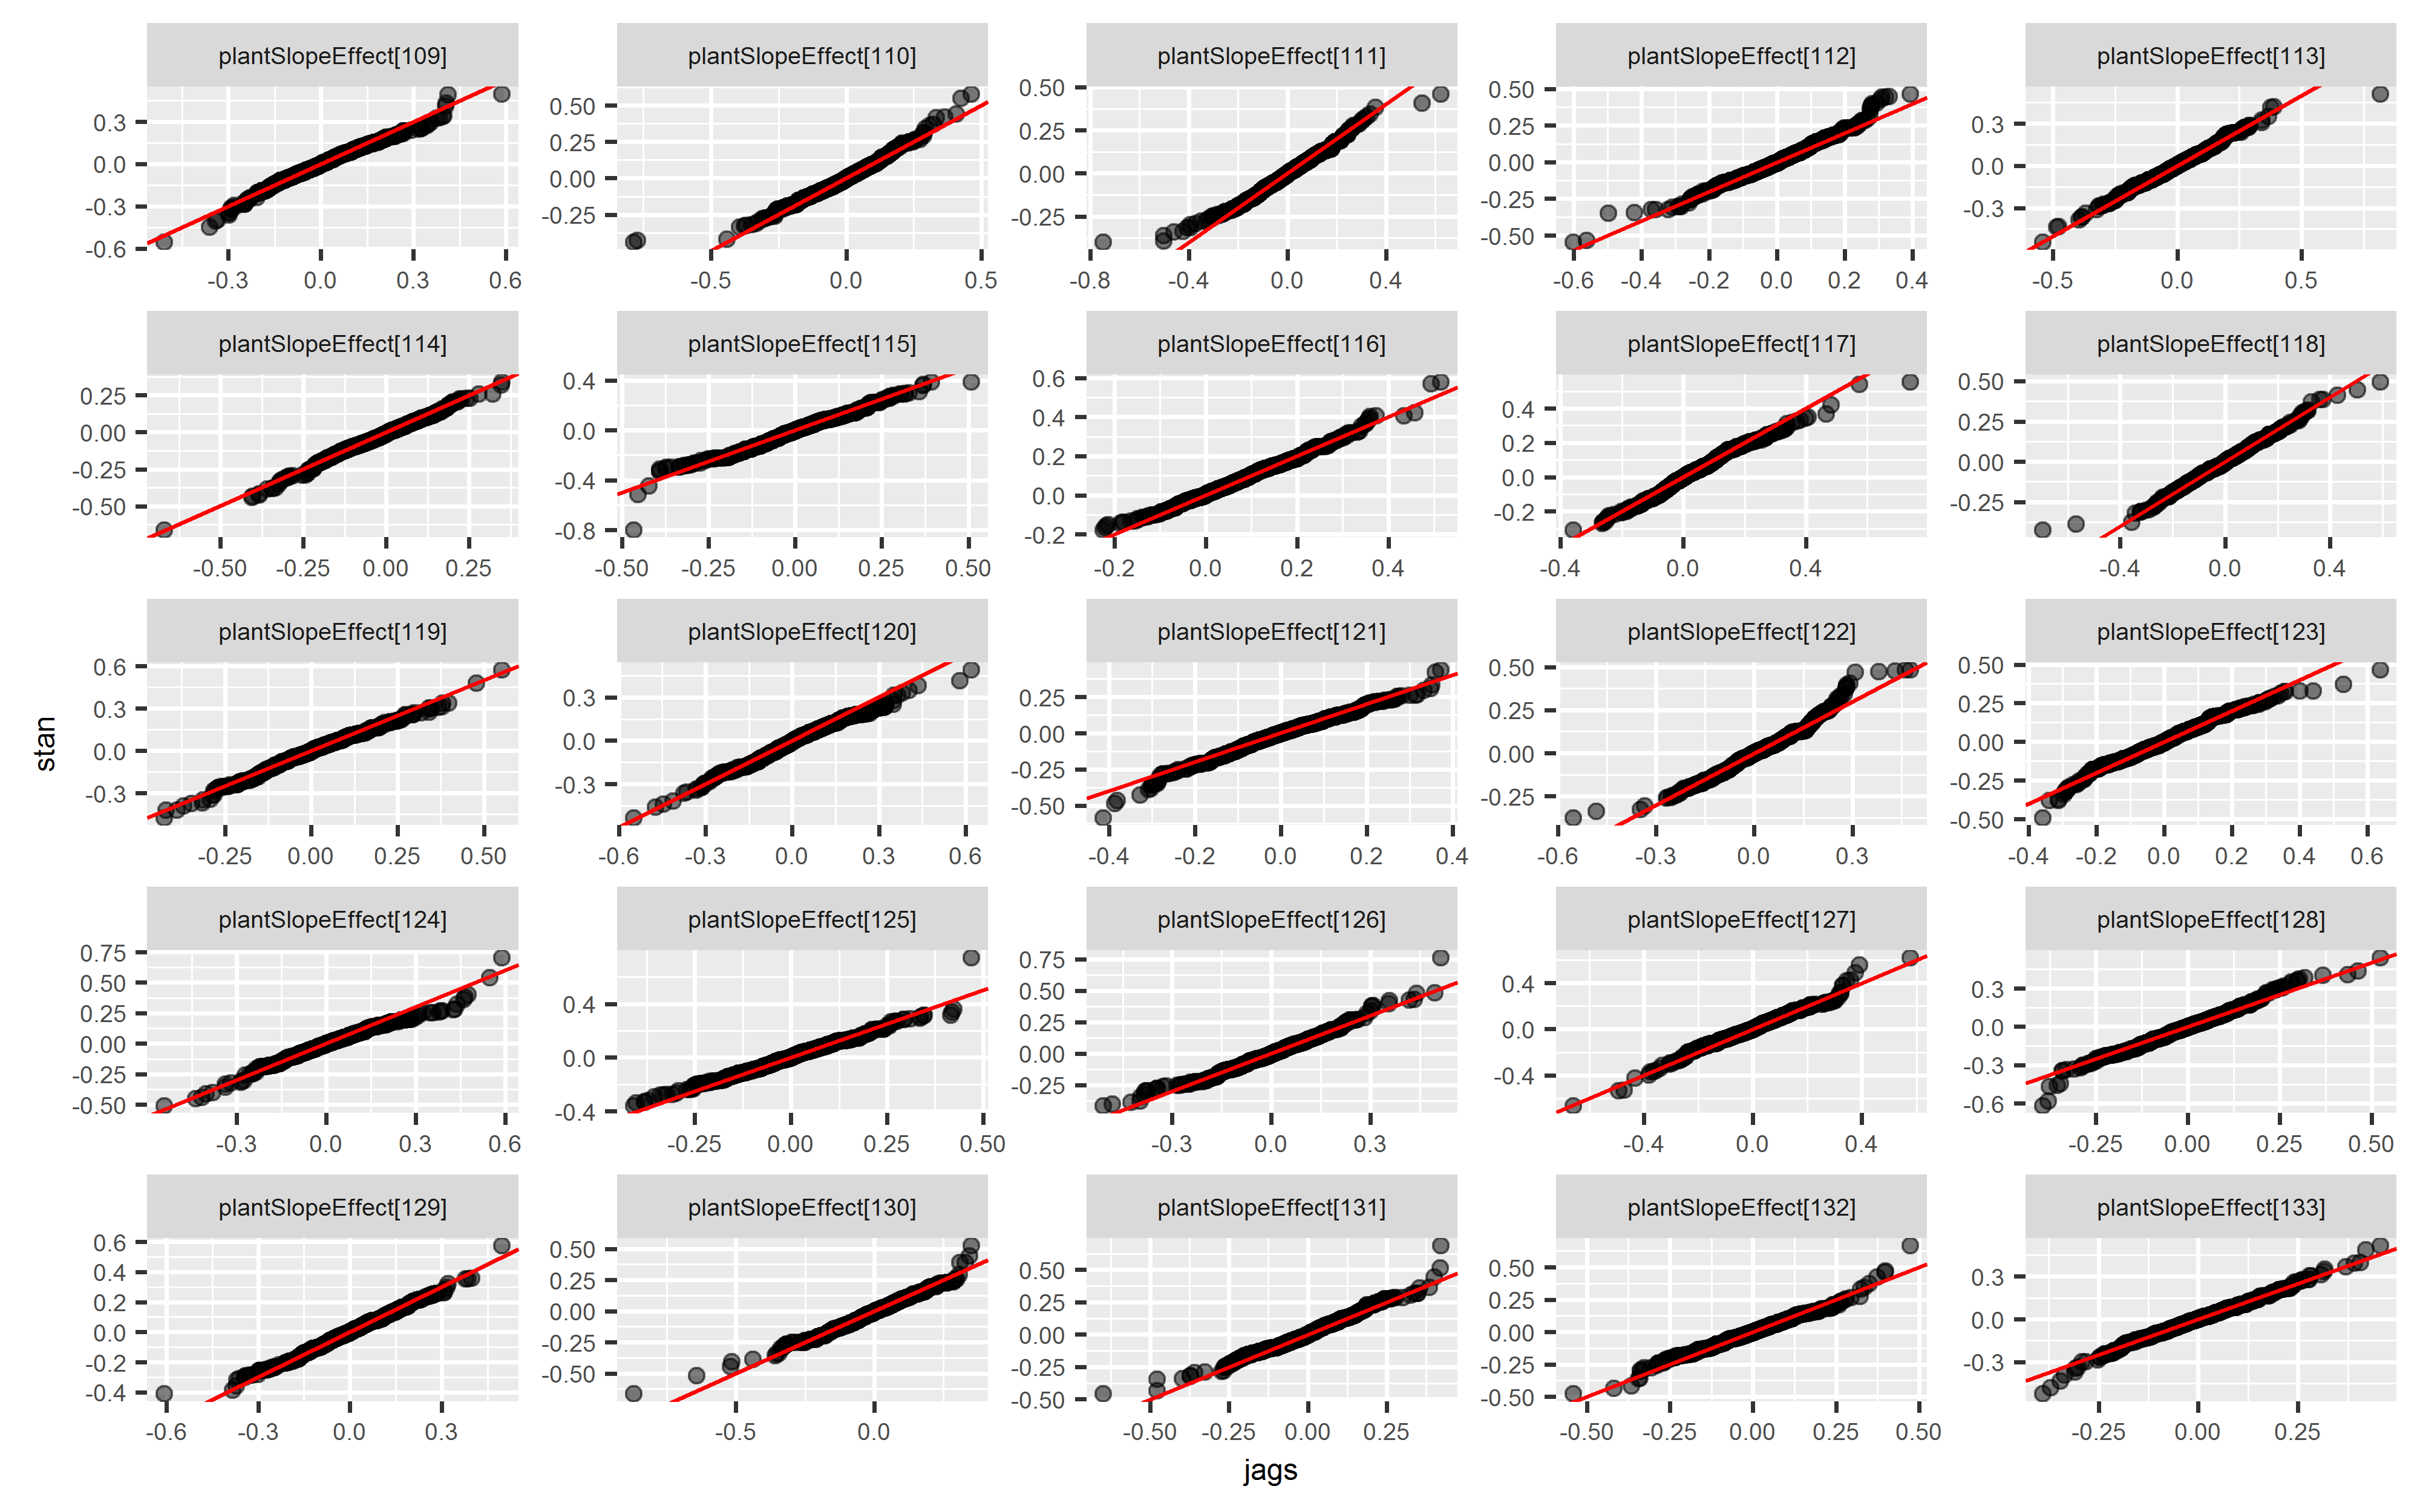 plantSlopeEffect[109] plantSlopeEffect[110] plantSlopeEffect[111] plantSlopeEffect[112] plantSlopeEffect[113]
0.3 0.0 -0.3 -0.6
0.50 0.25 0.00 -0.25
0.50 0.25 0.00 -0.25
0.50 0.25 0.00 -0.25 -0.50
0.3 0.0 -0.3
-0.3 0.0 0.3 0.6
-0.5 0.0 0.5
-0.8 -0.4 0.0 0.4
-0.6 -0.4 -0.2 0.0 0.2 0.4
-0.5 0.0 0.5
plantSlopeEffect[114] plantSlopeEffect[115] plantSlopeEffect[116] plantSlopeEffect[117] plantSlopeEffect[118]
0.25 0.00 -0.25 -0.50
0.4 0.0 -0.4 -0.8
0.6 0.4 0.2 0.0 -0.2
0.4 0.2 0.0 -0.2
0.50 0.25 0.00 -0.25
-0.50 -0.25 0.00 0.25
-0.50 -0.25 0.00 0.25 0.50
-0.2 0.0 0.2 0.4
-0.4 0.0 0.4
-0.4 0.0 0.4
plantSlopeEffect[119] plantSlopeEffect[120] plantSlopeEffect[121] plantSlopeEffect[122] plantSlopeEffect[123]
0.6 0.3 0.0 -0.3
0.3 0.0 -0.3
0.25 0.00 -0.25 -0.50
0.50 0.25 0.00 -0.25
0.50 0.25 0.00 -0.25 -0.50
-0.25 0.00 0.25 0.50
-0.6 -0.3 0.0 0.3 0.6
-0.4 -0.2 0.0 0.2 0.4
-0.6 -0.3 0.0 0.3
-0.4 -0.2 0.0 0.2 0.4 0.6
stan
plantSlopeEffect[124] plantSlopeEffect[125] plantSlopeEffect[126] plantSlopeEffect[127] plantSlopeEffect[128]
0.75 0.50 0.25 0.00 -0.25 -0.50
0.4 0.0 -0.4
0.75 0.50 0.25 0.00 -0.25
0.4 0.0 -0.4
0.3 0.0 -0.3 -0.6
-0.3 0.0 0.3 0.6
-0.25 0.00 0.25 0.50
-0.3 0.0 0.3
-0.4 0.0 0.4
-0.25 0.00 0.25 0.50
plantSlopeEffect[129] plantSlopeEffect[130] plantSlopeEffect[131] plantSlopeEffect[132] plantSlopeEffect[133]
0.6 0.4 0.2 0.0 -0.2 -0.4
0.50 0.25 0.00 -0.25 -0.50
0.50 0.25 0.00 -0.25 -0.50
0.50 0.25 0.00 -0.25 -0.50
0.3 0.0 -0.3
-0.6 -0.3 0.0 0.3
-0.5 0.0
-0.50 -0.25 0.00 0.25
-0.50 -0.25 0.00 0.25 0.50
-0.25 0.00 0.25
jags